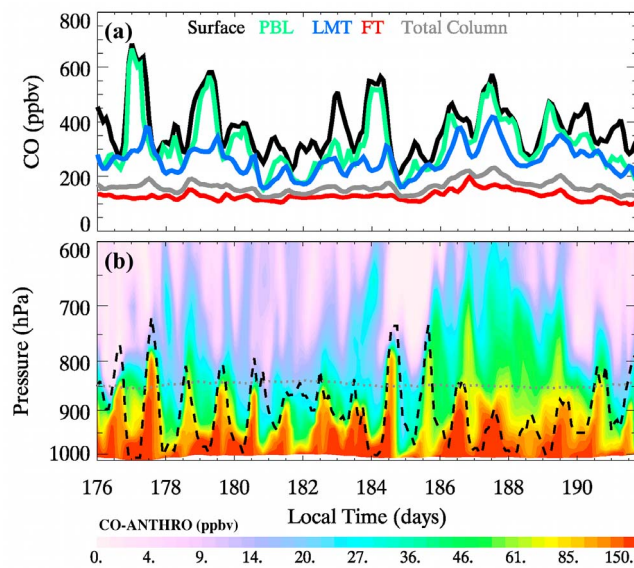 (a) Surface PBL LMT FT Total Column
800
600
400
200
0
CO (ppbv)
(b)
600
700
800
900
1000
Pressure (hPa)
176 178 180 182 184 186 188 190
Local Time (days)
CO-ANTHRO (ppbv)
0. 4. 9. 14. 20. 27. 36. 46. 61. 85. 150.